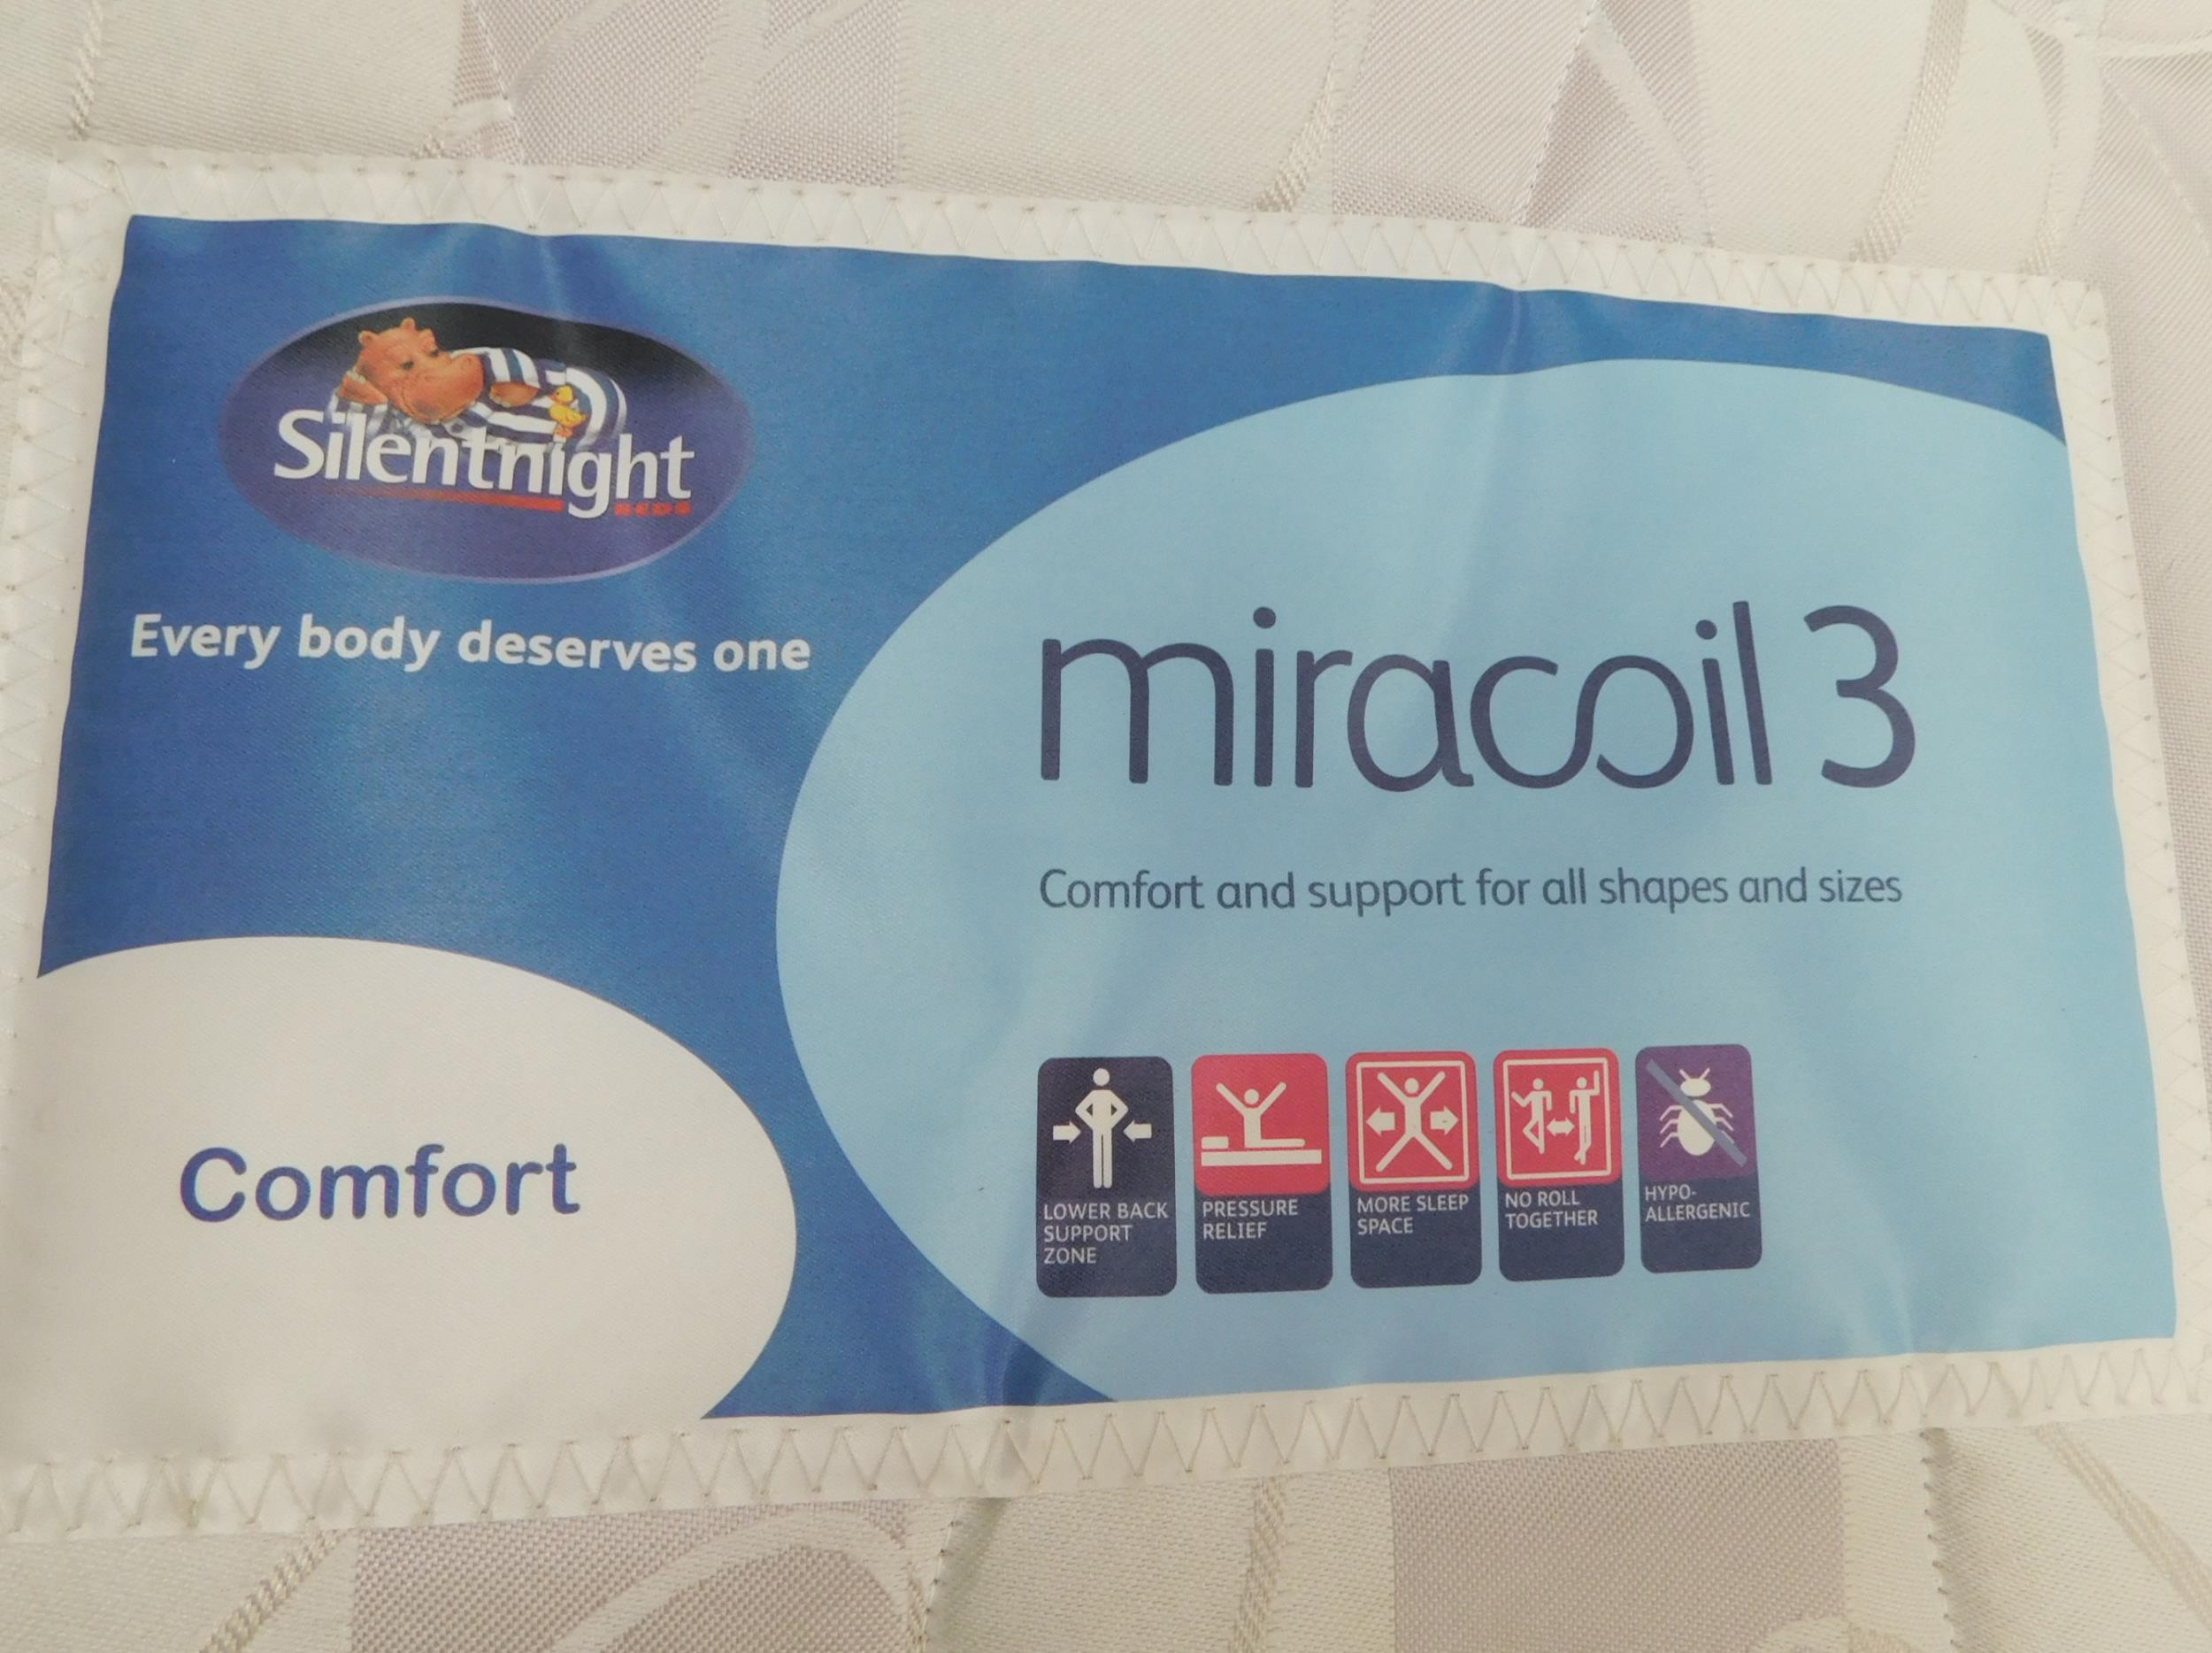 Silentnight
BEDS
Every body deserves one
miracoil 3
Comfort and support for all shapes and sizes
Comfort
LOWER BACK
SUPPORT
ZONE
PRESSURE
RELIEF
MORE SLEEP
SPACE
NO ROLL
TOGETHER
HYPO-
ALLERGENIC